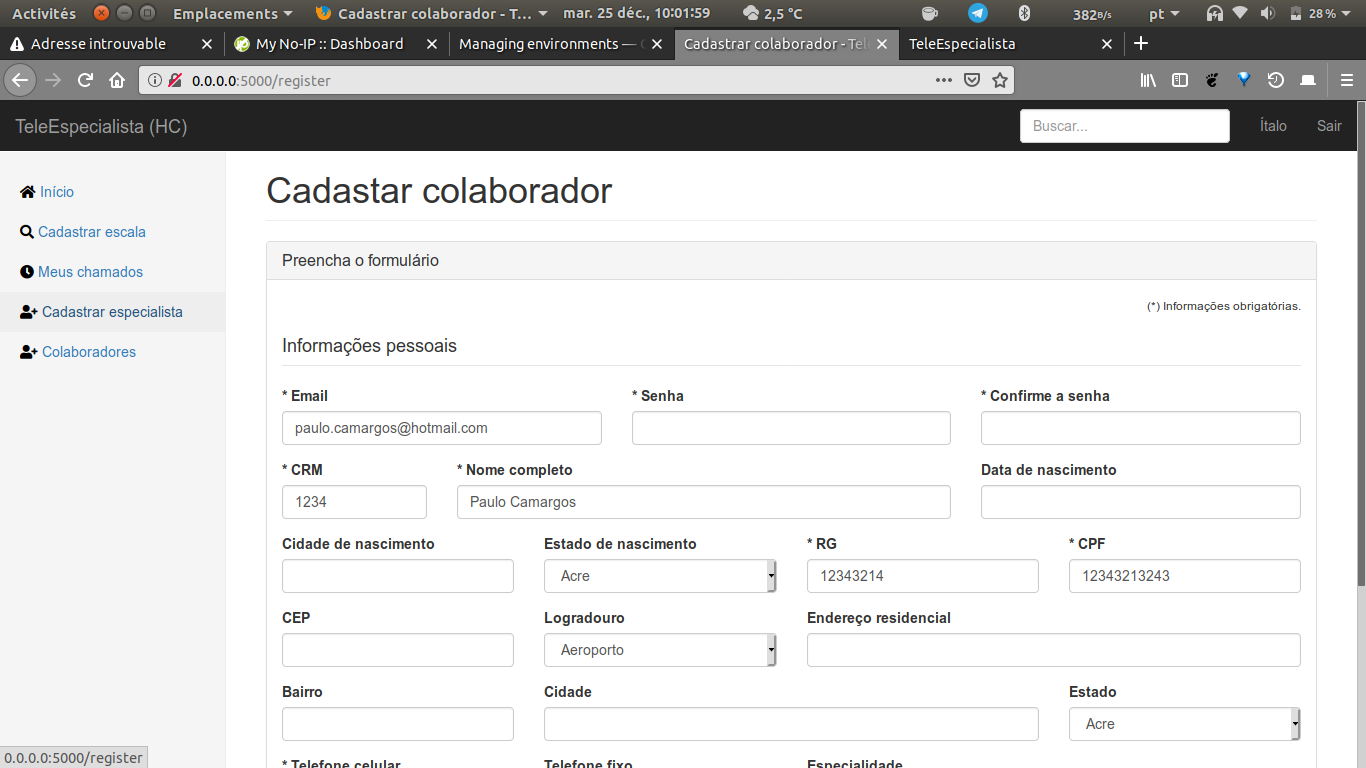 Activités Emplacements Cadastrar colaborador - T... mar. 25 déc., 10:01:59 2,5 °C 382B/s pt 28 %
Adresse introuvable My No-IP :: Dashboard Managing environments — Cadastrar colaborador - Tel TeleEspecialista
0.0.0.0:5000/register
TeleEspecialista (HC) Buscar... Ítalo Sair
Início
Cadastrar escala
Meus chamados
Cadastrar especialista
Colaboradores
Cadastar colaborador
Preencha o formulário
(*) Informações obrigatórias.
Informações pessoais
* Email * Senha * Confirme a senha
paulo.camargos@hotmail.com
* CRM * Nome completo Data de nascimento
1234 Paulo Camargos
Cidade de nascimento Estado de nascimento * RG * CPF
Acre 12343214 12343213243
CEP Logradouro Endereço residencial
Aeroporto
Bairro Cidade Estado
Acre
* Telefone celular Telefone fixo Especialidade
0.0.0.0:5000/register